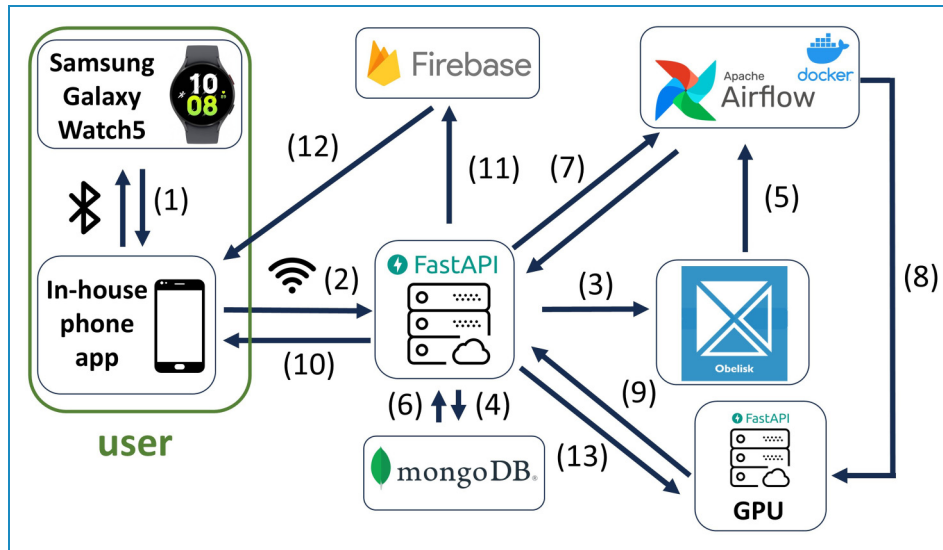 Samsung
Galaxy
Watch5
10
08
(1)
In-house
phone
app
user
Firebase
(12)
(11)
(7)
Apache
Airflow
docker
(5)
(8)
(2)
FastAPI
(3)
(10)
Obelisk
(6)
(4)
(9)
(13)
mongoDB®
FastAPI
GPU